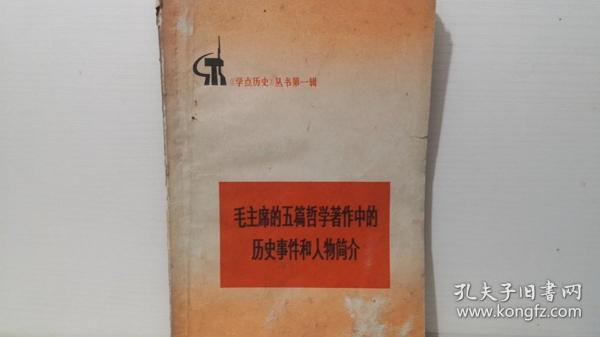 《学点历史》丛书第一辑
毛主席的五篇哲学著作中的
历史事件和人物简介
孔夫子旧書网
www.kongfz.com